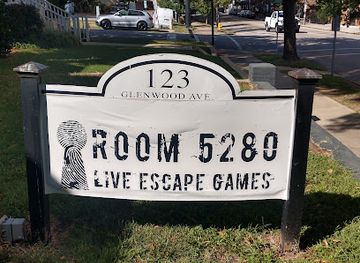 123
GLENWOOD AVE.
ROOM 5280
LIVE ESCAPE GAMES